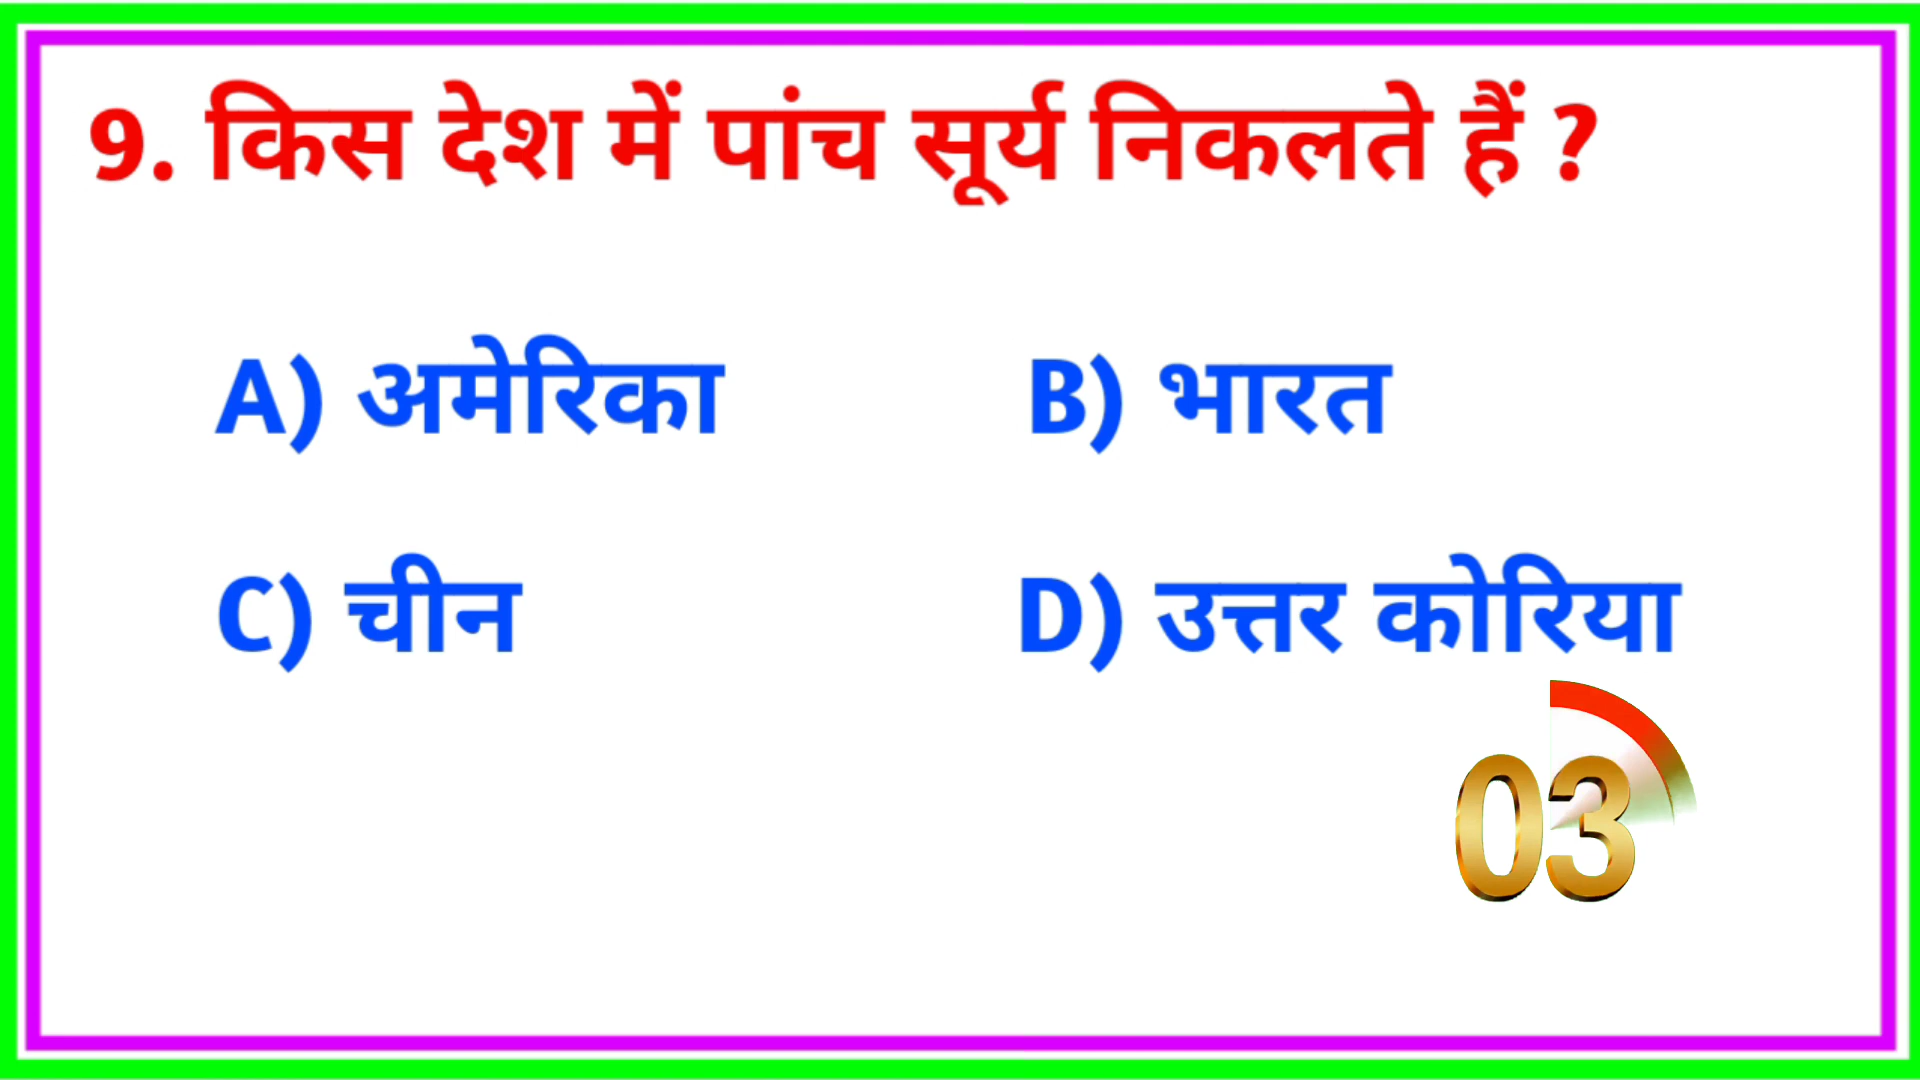 9. किस देश में पांच सूर्य निकलते हैं ?
A) अमेरिका B) भारत
C) चीन D) उत्तर कोरिया
03